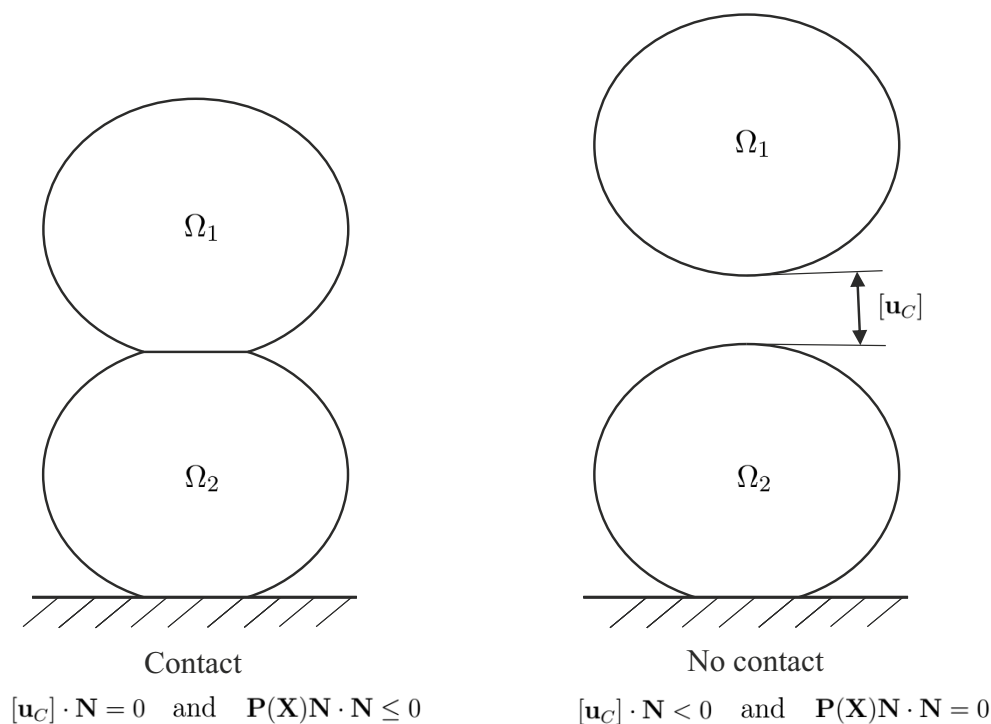 Ω₁
Ω₂
Contact
[𝐮_C] · 𝐍 = 0 and 𝐏(𝐗)𝐍 · 𝐍 ≤ 0
Ω₁
[𝐮_C]
Ω₂
No contact
[𝐮_C] · 𝐍 < 0 and 𝐏(𝐗)𝐍 · 𝐍 = 0